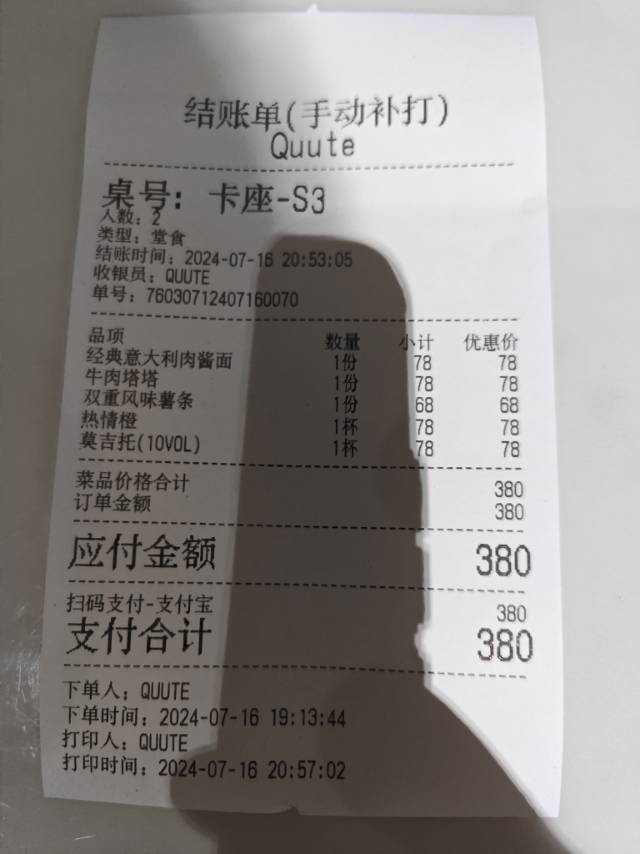 结账单(手动补打)
Quute
桌号: 卡座-S3
人数: 2
类型: 堂食
结账时间: 2024-07-16 20:53:05
收银员: QUUTE
单号: 76030712407160070
品项 数量 小计 优惠价
经典意大利肉酱面 1份 78 78
牛肉塔塔 1份 78 78
双重风味薯条 1份 68 68
热情橙 1杯 78 78
莫吉托(10VOL) 1杯 78 78
菜品价格合计 380
订单金额 380
应付金额 380
扫码支付-支付宝 380
支付合计 380
下单人: QUUTE
下单时间: 2024-07-16 19:13:44
打印人: QUUTE
打印时间: 2024-07-16 20:57:02